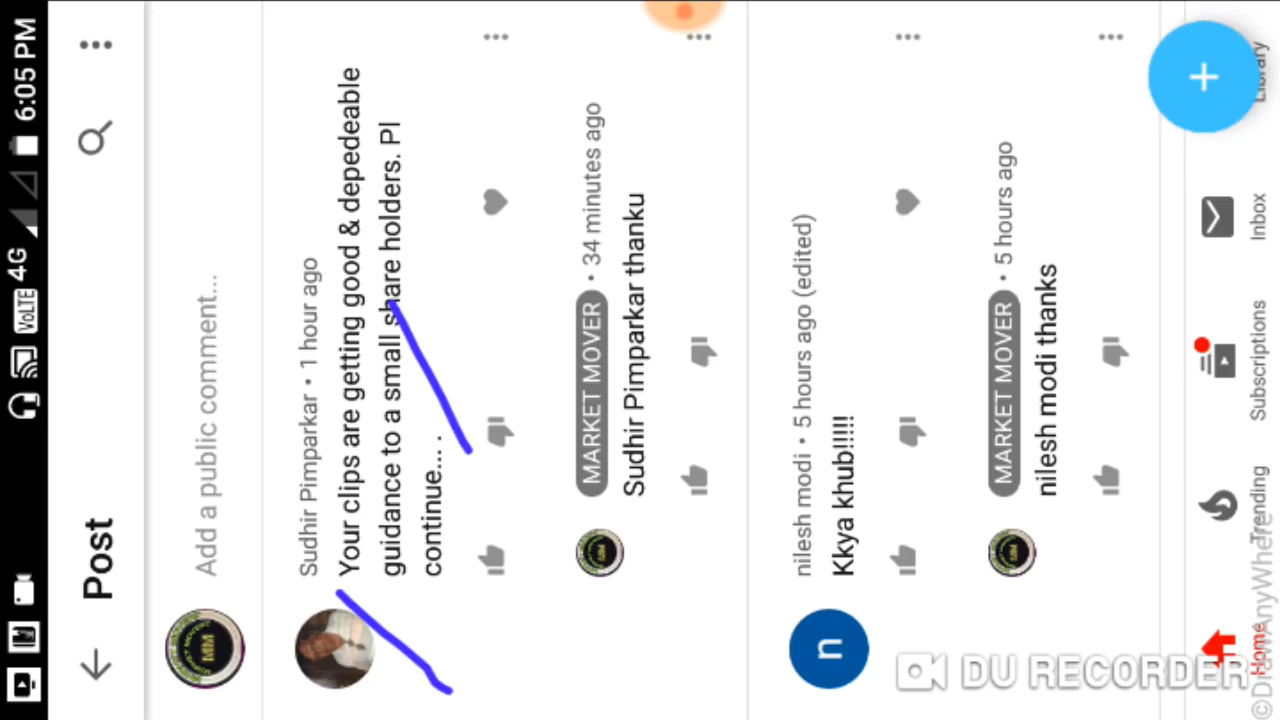 VoLTE 4G 6:05 PM
Post
MM
Add a public comment...
Sudhir Pimparkar • 1 hour ago
Your clips are getting good & depedeable
guidance to a small share holders. Pl
continue... .
MARKET MOVER • 34 minutes ago
Sudhir Pimparkar thanku
n
nilesh modi • 5 hours ago (edited)
Kkya khub!!!!!
MARKET MOVER • 5 hours ago
nilesh modi thanks
Home
Trending
Subscriptions
Inbox
Library
DU RECORDER
©DrawAnyWhere